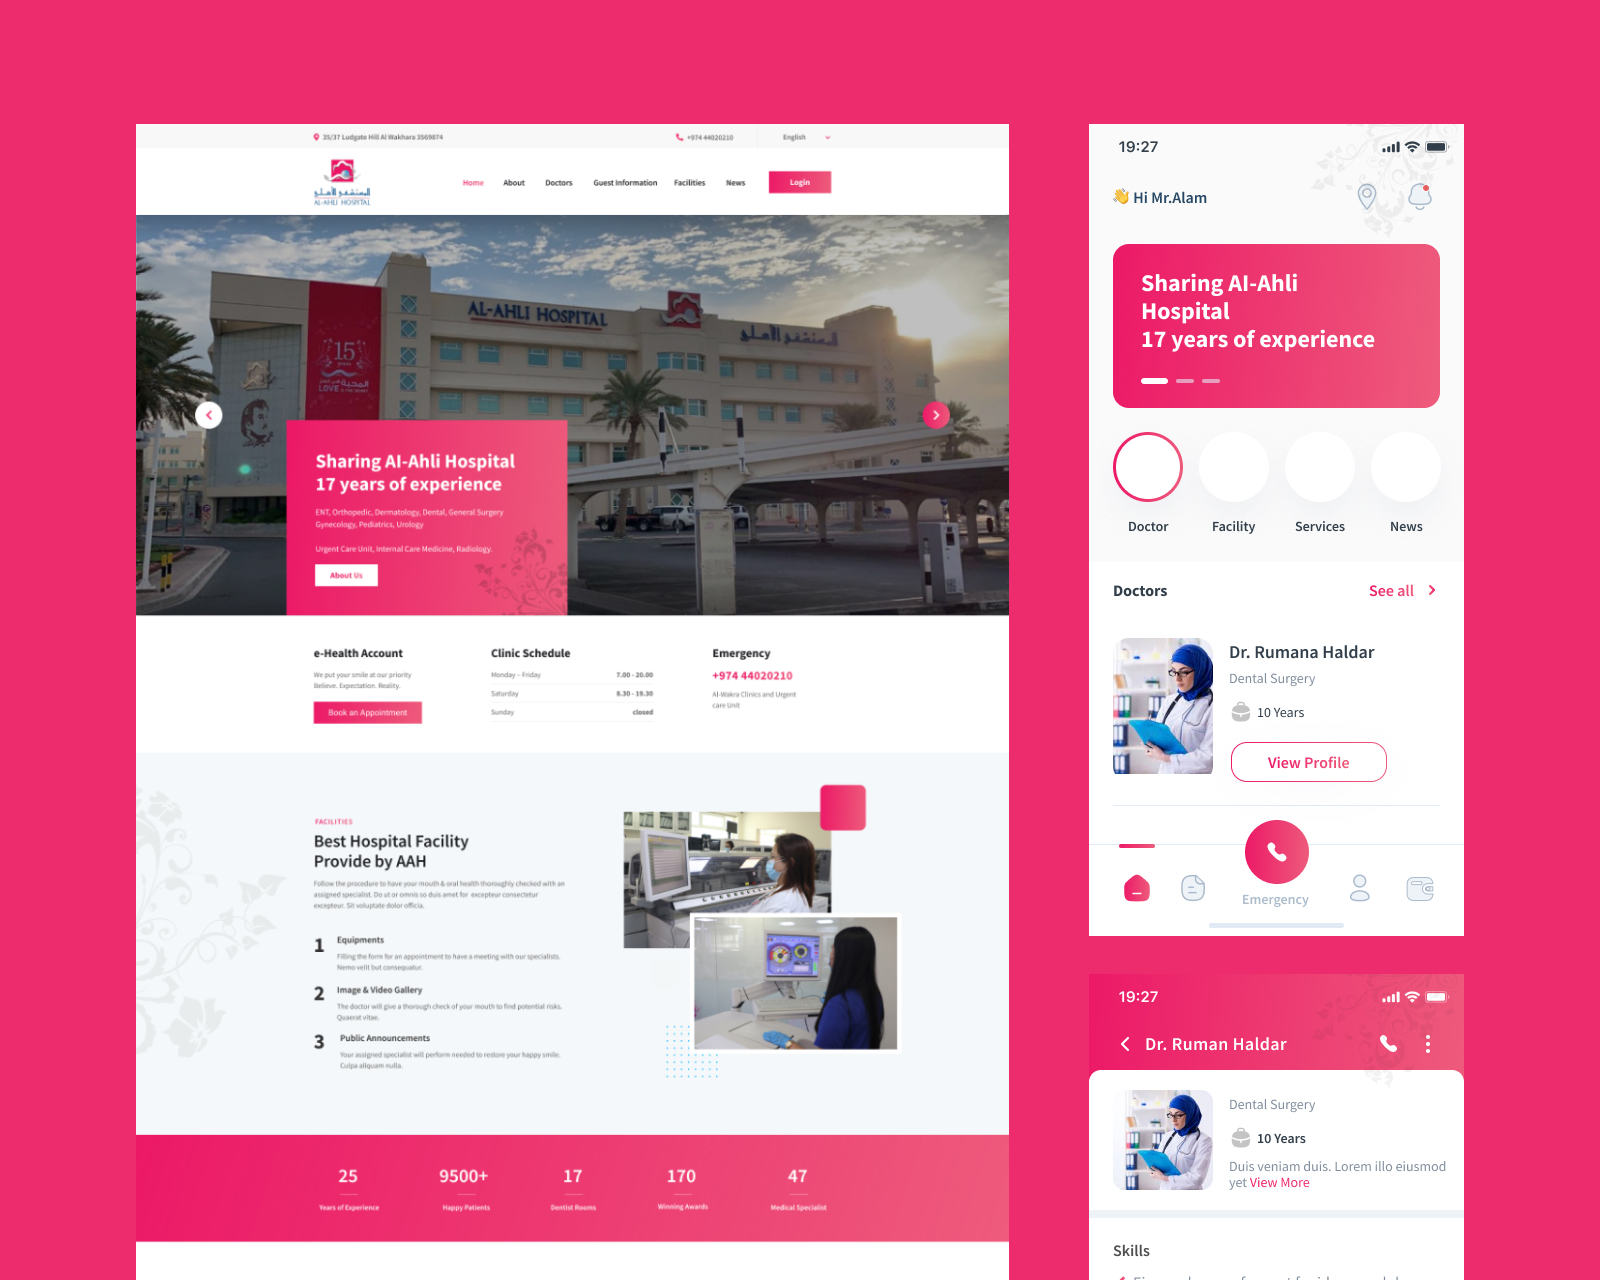 35/37 Ludgate Hill Al Wakhara 3569874
+974 44020210
English
المستشفى الأهلي
AL-AHLI HOSPITAL
Home
About
Doctors
Guest Information
Facilities
News
Login
AL-AHLI HOSPITAL
المستشفى الأهلي
15
years
المحبة في القلب
LOVE
Sharing AI-Ahli Hospital
17 years of experience
ENT, Orthopedic, Dermatology, Dental, General Surgery
Gynecology, Pediatrics, Urology
Urgent Care Unit, Internal Care Medicine, Radiology.
About Us
e-Health Account
We put your smile at our priority
Believe. Expectation. Reality.
Book an Appointment
Clinic Schedule
Monday – Friday 7.00 - 20.00
Saturday 8.30 - 19.30
Sunday closed
Emergency
+974 44020210
Al-Wakra Clinics and Urgent
care Unit
FACILITIES
Best Hospital Facility
Provide by AAH
Follow the procedure to have your mouth & oral health thoroughly checked with an
assigned specialist. Do ut or omnis so duis amet for excepteur consectetur
excepteur. Sit voluptate dolor officia.
1 Equipments
Filling the form for an appointment to have a meeting with our specialists.
Nemo velit but consequatur.
2 Image & Video Gallery
The doctor will give a thorough check of your mouth to find potential risks.
Quaerat vitae.
3 Public Announcements
Your assigned specialist will perform needed to restore your happy smile.
Culpa aliquam nulla.
25
Years of Experience
9500+
Happy Patients
17
Dentist Rooms
170
Winning Awards
47
Medical Specialist
19:27
👋 Hi Mr.Alam
Sharing AI-Ahli
Hospital
17 years of experience
Doctor
Facility
Services
News
Doctors
See all
Dr. Rumana Haldar
Dental Surgery
10 Years
View Profile
Emergency
19:27
Dr. Ruman Haldar
Dental Surgery
10 Years
Duis veniam duis. Lorem illo eiusmod
yet View More
Skills